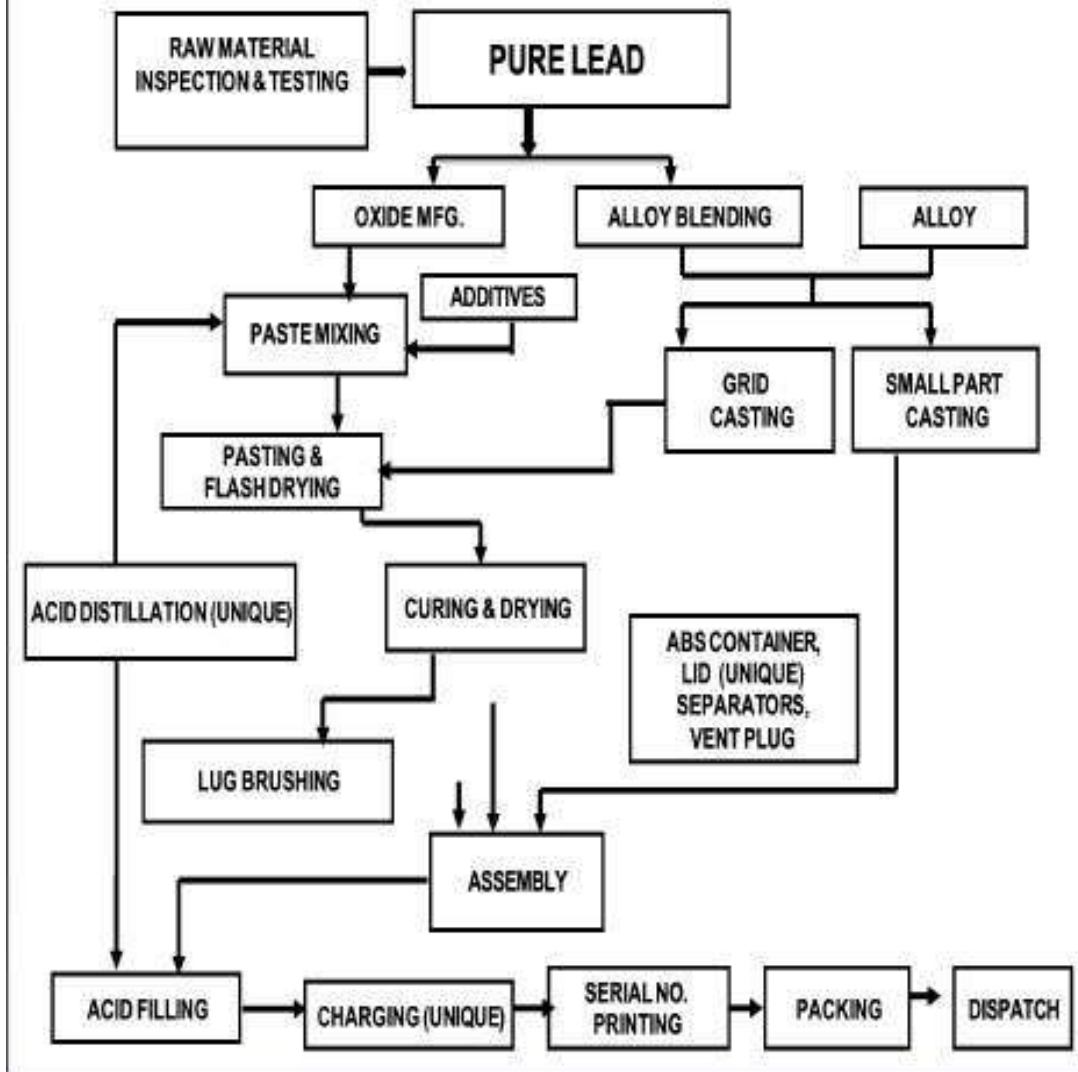 RAW MATERIAL
INSPECTION & TESTING
PURE LEAD
OXIDE MFG.
ALLOY BLENDING
ALLOY
ADDITIVES
PASTE MIXING
GRID
CASTING
SMALL PART
CASTING
PASTING &
FLASH DRYING
ACID DISTILLATION (UNIQUE)
CURING & DRYING
ABS CONTAINER,
LID (UNIQUE)
SEPARATORS,
VENT PLUG
LUG BRUSHING
ASSEMBLY
ACID FILLING
CHARGING (UNIQUE)
SERIAL NO.
PRINTING
PACKING
DISPATCH